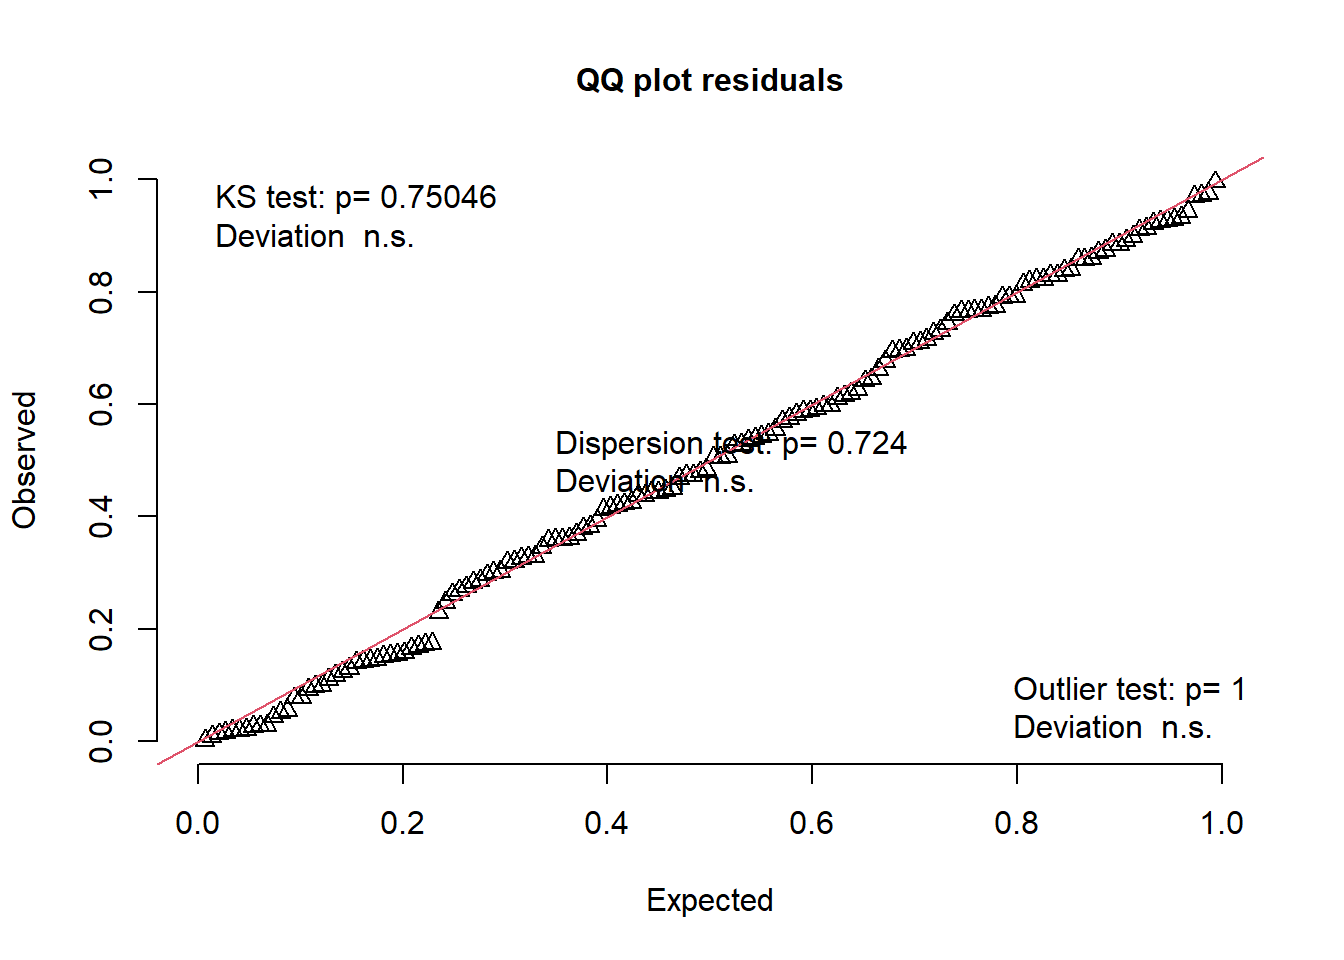 QQ plot residuals
KS test: p= 0.75046
Deviation  n.s.
Dispersion test: p= 0.724
Deviation  n.s.
Outlier test: p= 1
Deviation  n.s.
Observed
1.0
0.8
0.6
0.4
0.2
0.0
0.0 0.2 0.4 0.6 0.8 1.0
Expected